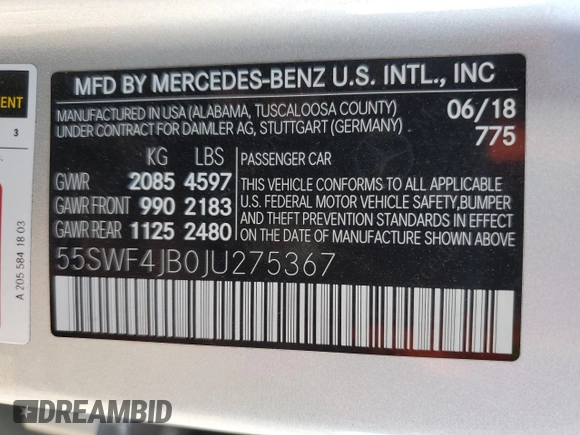 MFD BY MERCEDES-BENZ U.S. INTL., INC
MANUFACTURED IN USA (ALABAMA, TUSCALOOSA COUNTY)
UNDER CONTRACT FOR DAIMLER AG, STUTTGART (GERMANY)
06/18
775
KG LBS
GVWR 2085 4597
GAWR FRONT 990 2183
GAWR REAR 1125 2480
PASSENGER CAR
THIS VEHICLE CONFORMS TO ALL APPLICABLE
U.S. FEDERAL MOTOR VEHICLE SAFETY,BUMPER
AND THEFT PREVENTION STANDARDS IN EFFECT
ON THE DATE OF MANUFACTURE SHOWN ABOVE.
55SWF4JB0JU275367
3
A 205 584 18 03
DREAMBID